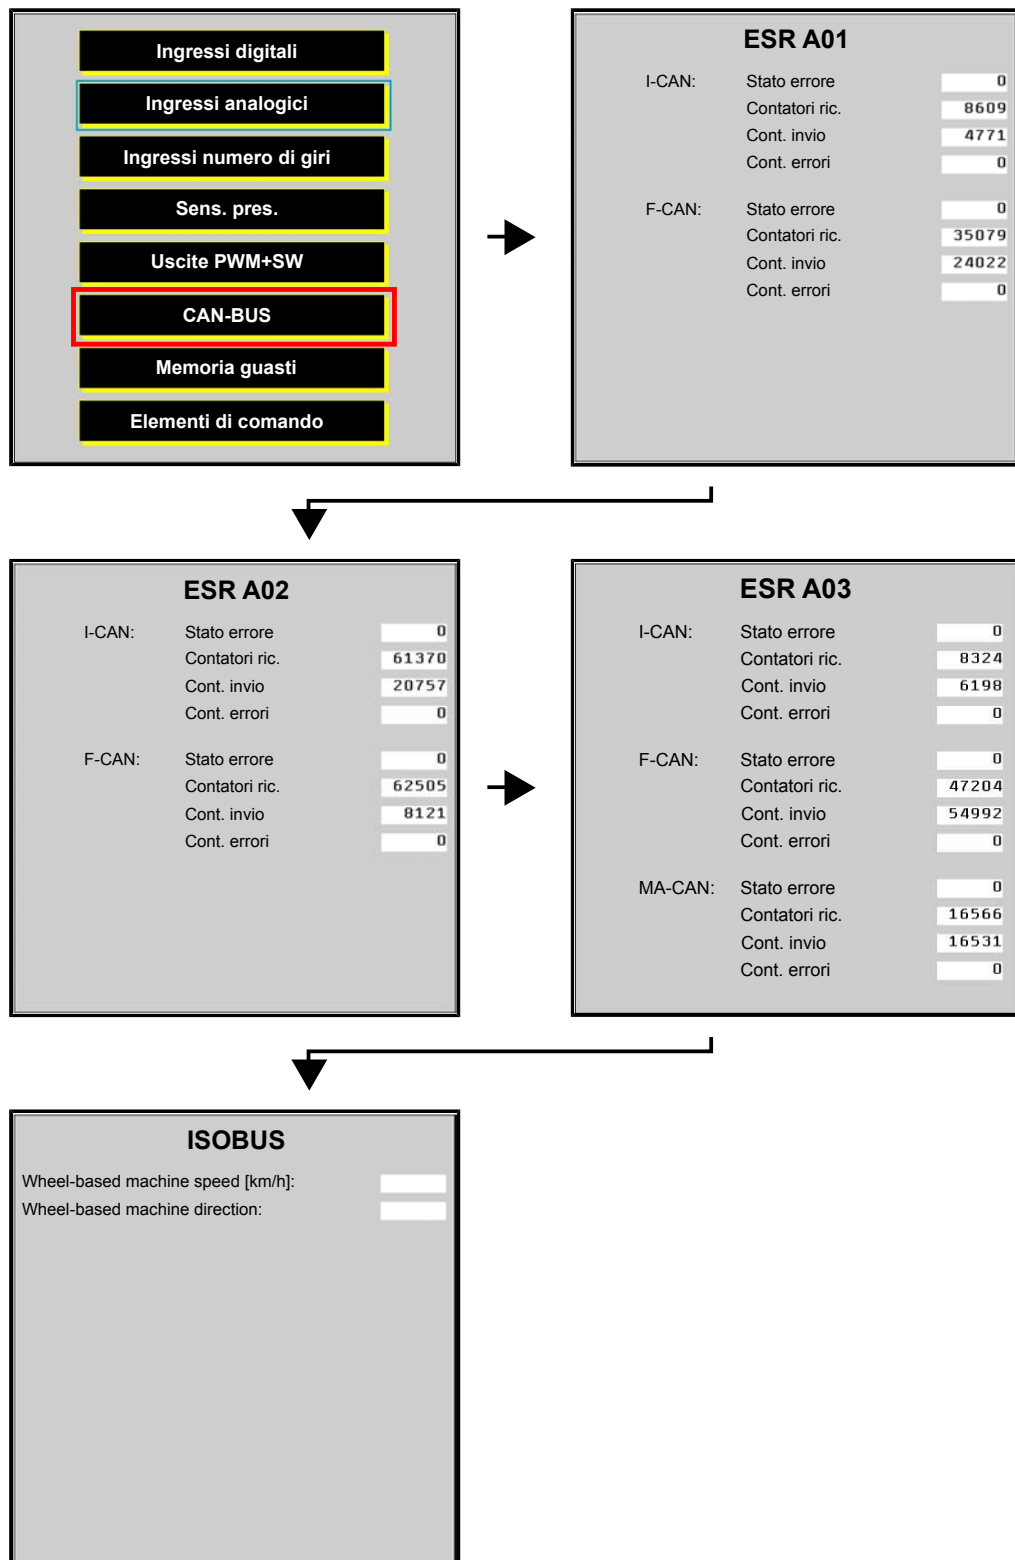 Ingressi digitali
Ingressi analogici
Ingressi numero di giri
Sens. pres.
Uscite PWM+SW
CAN-BUS
Memoria guasti
Elementi di comando
ESR A01
I-CAN: Stato errore 0
Contatori ric. 8609
Cont. invio 4771
Cont. errori 0
F-CAN: Stato errore 0
Contatori ric. 35079
Cont. invio 24022
Cont. errori 0
ESR A02
I-CAN: Stato errore 0
Contatori ric. 61370
Cont. invio 20757
Cont. errori 0
F-CAN: Stato errore 0
Contatori ric. 62505
Cont. invio 8121
Cont. errori 0
ESR A03
I-CAN: Stato errore 0
Contatori ric. 8324
Cont. invio 6198
Cont. errori 0
F-CAN: Stato errore 0
Contatori ric. 47204
Cont. invio 54992
Cont. errori 0
MA-CAN: Stato errore 0
Contatori ric. 16566
Cont. invio 16531
Cont. errori 0
ISOBUS
Wheel-based machine speed [km/h]:
Wheel-based machine direction: